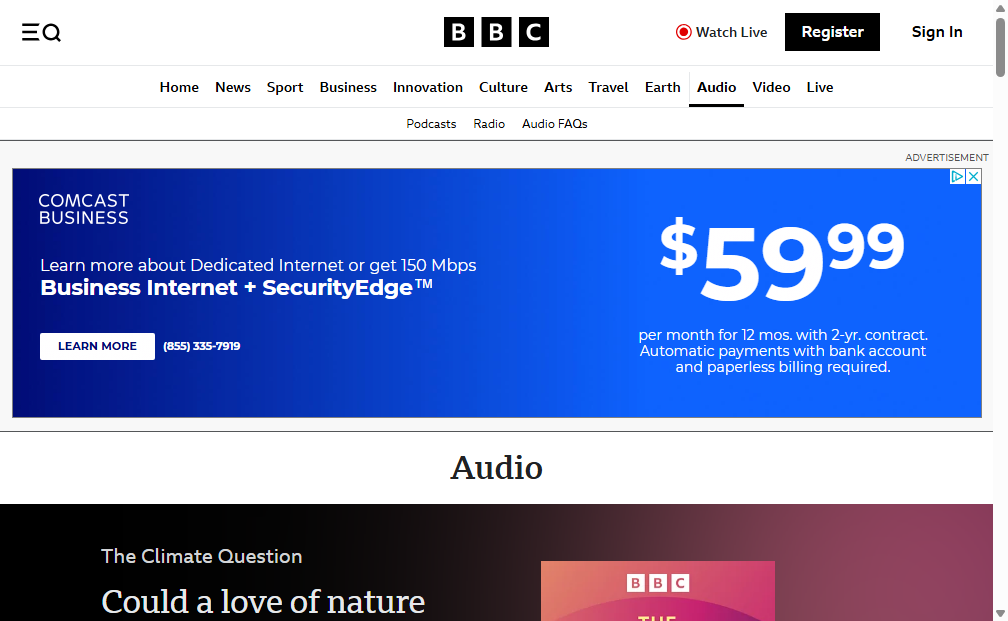 BBC
Watch Live
Register
Sign In
Home News Sport Business Innovation Culture Arts Travel Earth Audio Video Live
Podcasts Radio Audio FAQs
ADVERTISEMENT
COMCAST
BUSINESS
Learn more about Dedicated Internet or get 150 Mbps
Business Internet + SecurityEdge™
LEARN MORE (855) 335-7919
$59⁹⁹
per month for 12 mos. with 2-yr. contract.
Automatic payments with bank account
and paperless billing required.
Audio
The Climate Question
Could a love of nature
BBC
THE